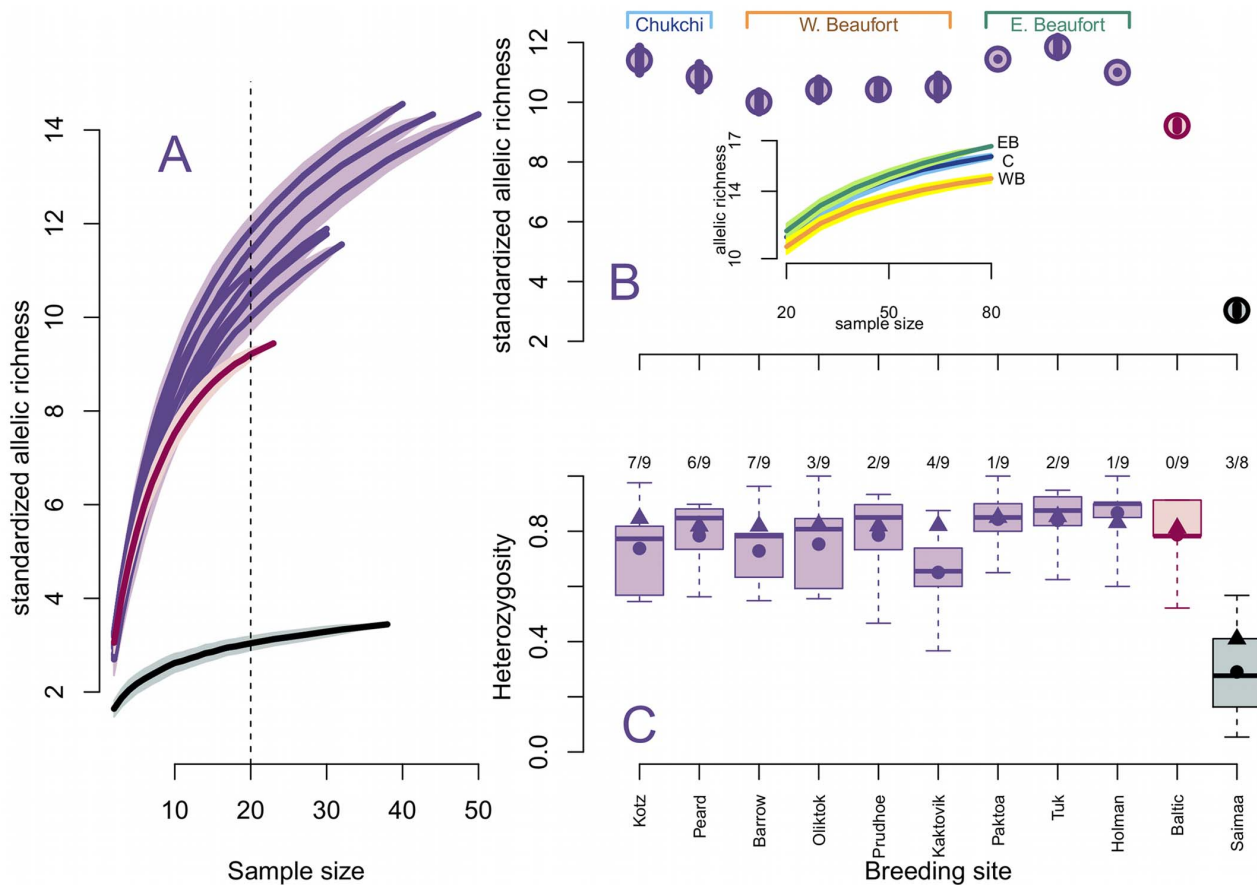 A
standardized allelic richness
14
12
10
8
6
4
2
10 20 30 40 50
Sample size
Chukchi W. Beaufort E. Beaufort
B
standardized allelic richness
12
10
8
6
4
2
allelic richness
17
14
10
EB
C
WB
20 50 80
sample size
7/9 6/9 7/9 3/9 2/9 4/9 1/9 2/9 1/9 0/9 3/8
C
Heterozygosity
0.8
0.4
0.0
Kotz
Peard
Barrow
Oliktok
Prudhoe
Kaktovik
Paktoa
Tuk
Holman
Baltic
Saimaa
Breeding site